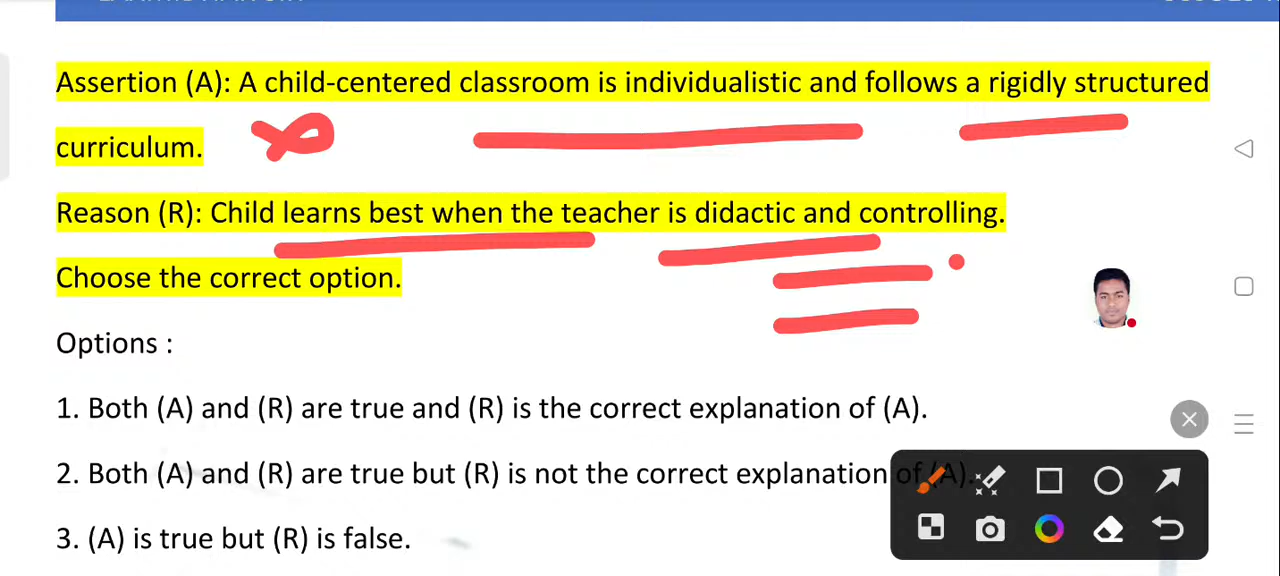 Assertion (A): A child-centered classroom is individualistic and follows a rigidly structured
curriculum.
Reason (R): Child learns best when the teacher is didactic and controlling.
Choose the correct option.
Options :
1. Both (A) and (R) are true and (R) is the correct explanation of (A).
2. Both (A) and (R) are true but (R) is not the correct explanation of (A).
3. (A) is true but (R) is false.